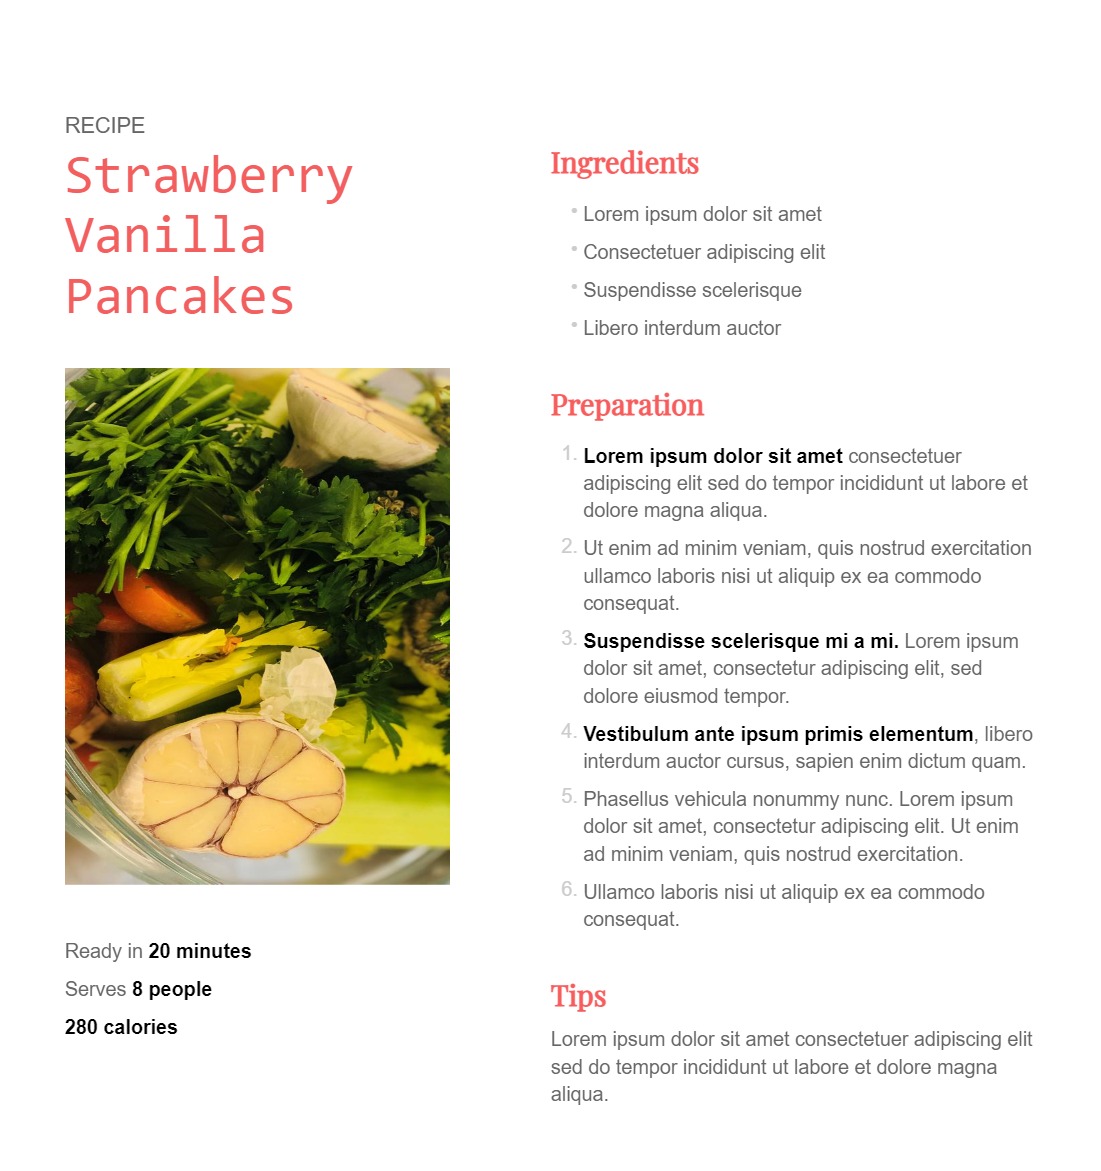 RECIPE
Strawberry
Vanilla
Pancakes
Ready in 20 minutes
Serves 8 people
280 calories
Ingredients
• Lorem ipsum dolor sit amet
• Consectetuer adipiscing elit
• Suspendisse scelerisque
• Libero interdum auctor
Preparation
1. Lorem ipsum dolor sit amet consectetuer
adipiscing elit sed do tempor incididunt ut labore et
dolore magna aliqua.
2. Ut enim ad minim veniam, quis nostrud exercitation
ullamco laboris nisi ut aliquip ex ea commodo
consequat.
3. Suspendisse scelerisque mi a mi. Lorem ipsum
dolor sit amet, consectetur adipiscing elit, sed
dolore eiusmod tempor.
4. Vestibulum ante ipsum primis elementum, libero
interdum auctor cursus, sapien enim dictum quam.
5. Phasellus vehicula nonummy nunc. Lorem ipsum
dolor sit amet, consectetur adipiscing elit. Ut enim
ad minim veniam, quis nostrud exercitation.
6. Ullamco laboris nisi ut aliquip ex ea commodo
consequat.
Tips
Lorem ipsum dolor sit amet consectetuer adipiscing elit
sed do tempor incididunt ut labore et dolore magna
aliqua.